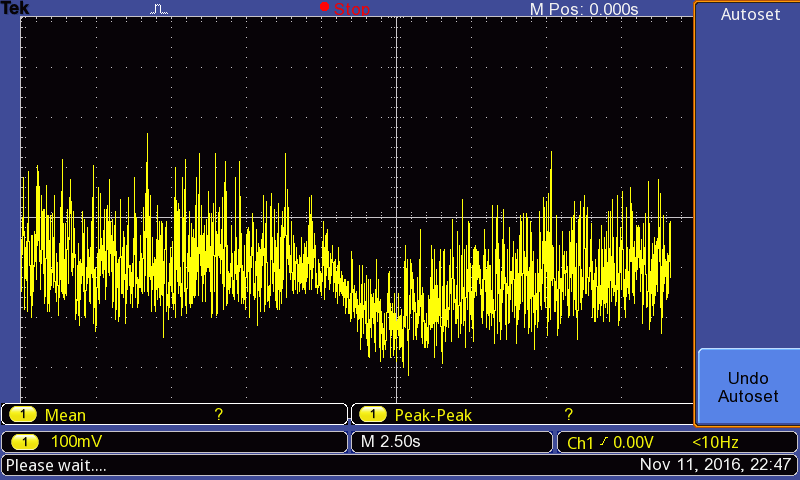 Tek Stop M Pos: 0.000s
Autoset
Undo
Autoset
1 Mean ? 1 Peak-Peak ?
1 100mV M 2.50s Ch1 0.00V <10Hz
Please wait.... Nov 11, 2016, 22:47